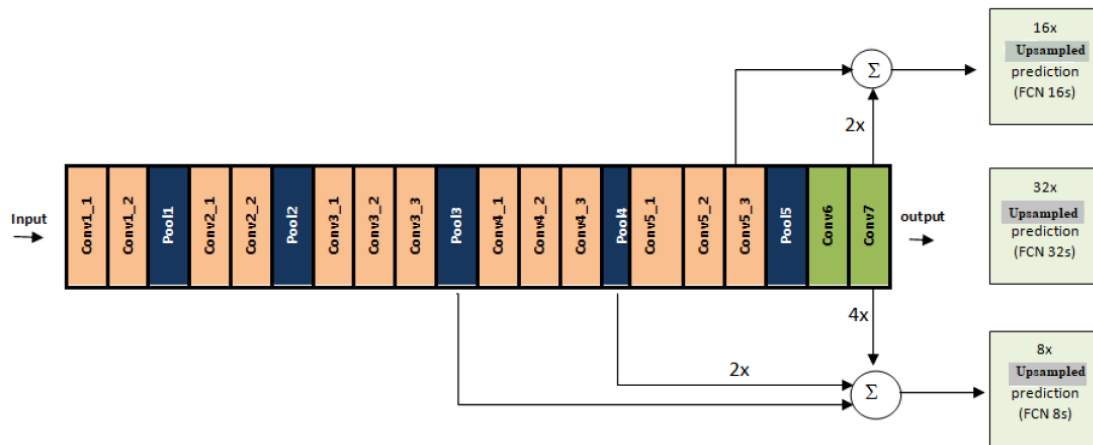 16x
Upsampled
prediction
(FCN 16s)
Σ
2x
Input
Conv1_1
Conv1_2
Pool1
Conv2_1
Conv2_2
Pool2
Conv3_1
Conv3_2
Conv3_3
Pool3
Conv4_1
Conv4_2
Conv4_3
Pool4
Conv5_1
Conv5_2
Conv5_3
Pool5
Conv6
Conv7
output
32x
Upsampled
prediction
(FCN 32s)
4x
2x
Σ
8x
Upsampled
prediction
(FCN 8s)